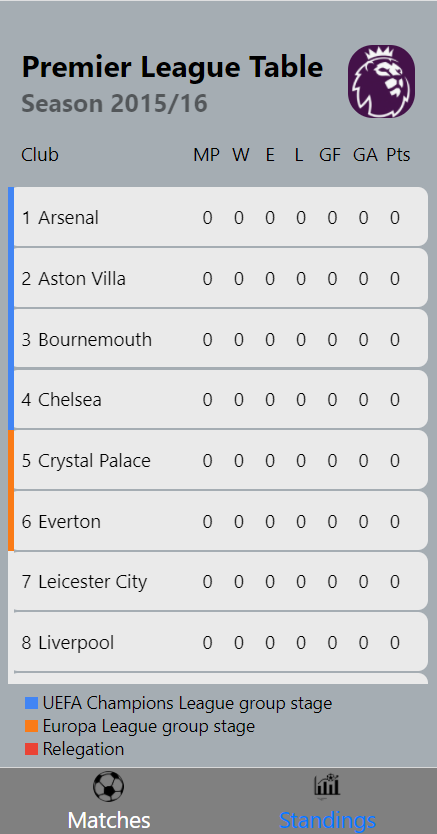 Premier League Table
Season 2015/16
Club MP W E L GF GA Pts
1 Arsenal 0 0 0 0 0 0 0
2 Aston Villa 0 0 0 0 0 0 0
3 Bournemouth 0 0 0 0 0 0 0
4 Chelsea 0 0 0 0 0 0 0
5 Crystal Palace 0 0 0 0 0 0 0
6 Everton 0 0 0 0 0 0 0
7 Leicester City 0 0 0 0 0 0 0
8 Liverpool 0 0 0 0 0 0 0
UEFA Champions League group stage
Europa League group stage
Relegation
Matches Standings